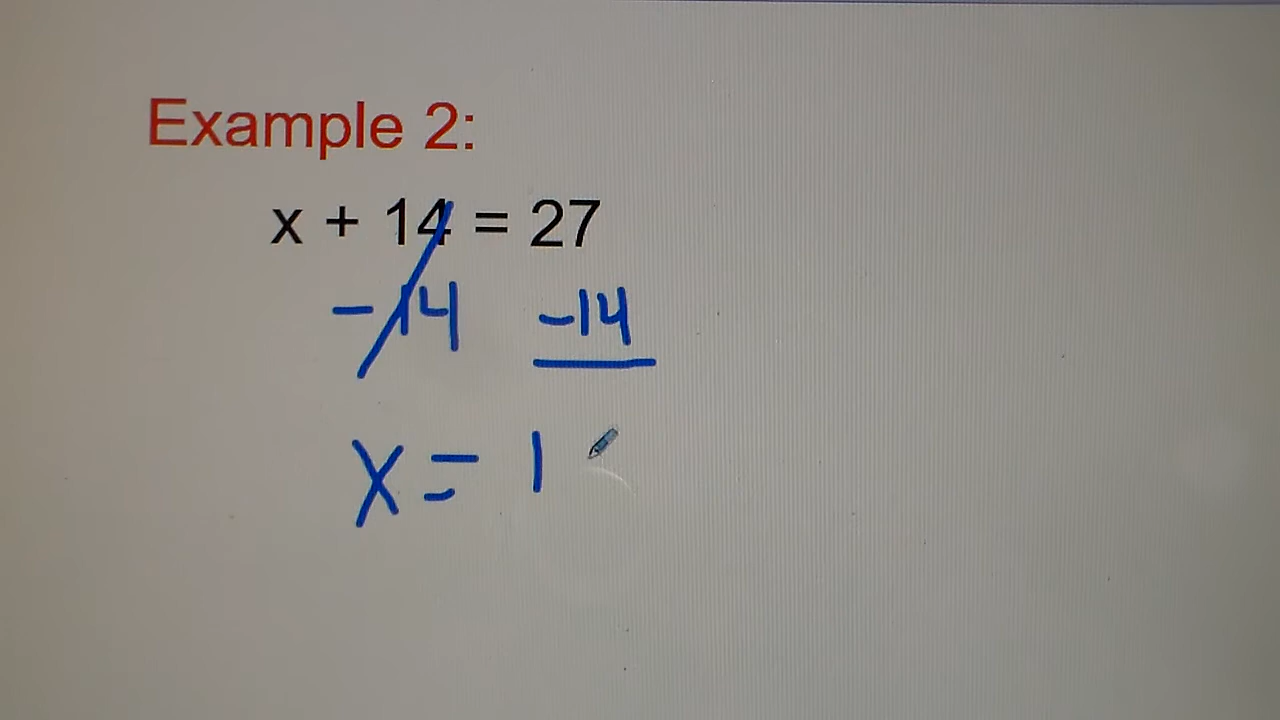 Example 2:
x + 14 = 27
-14 -14
x = 1